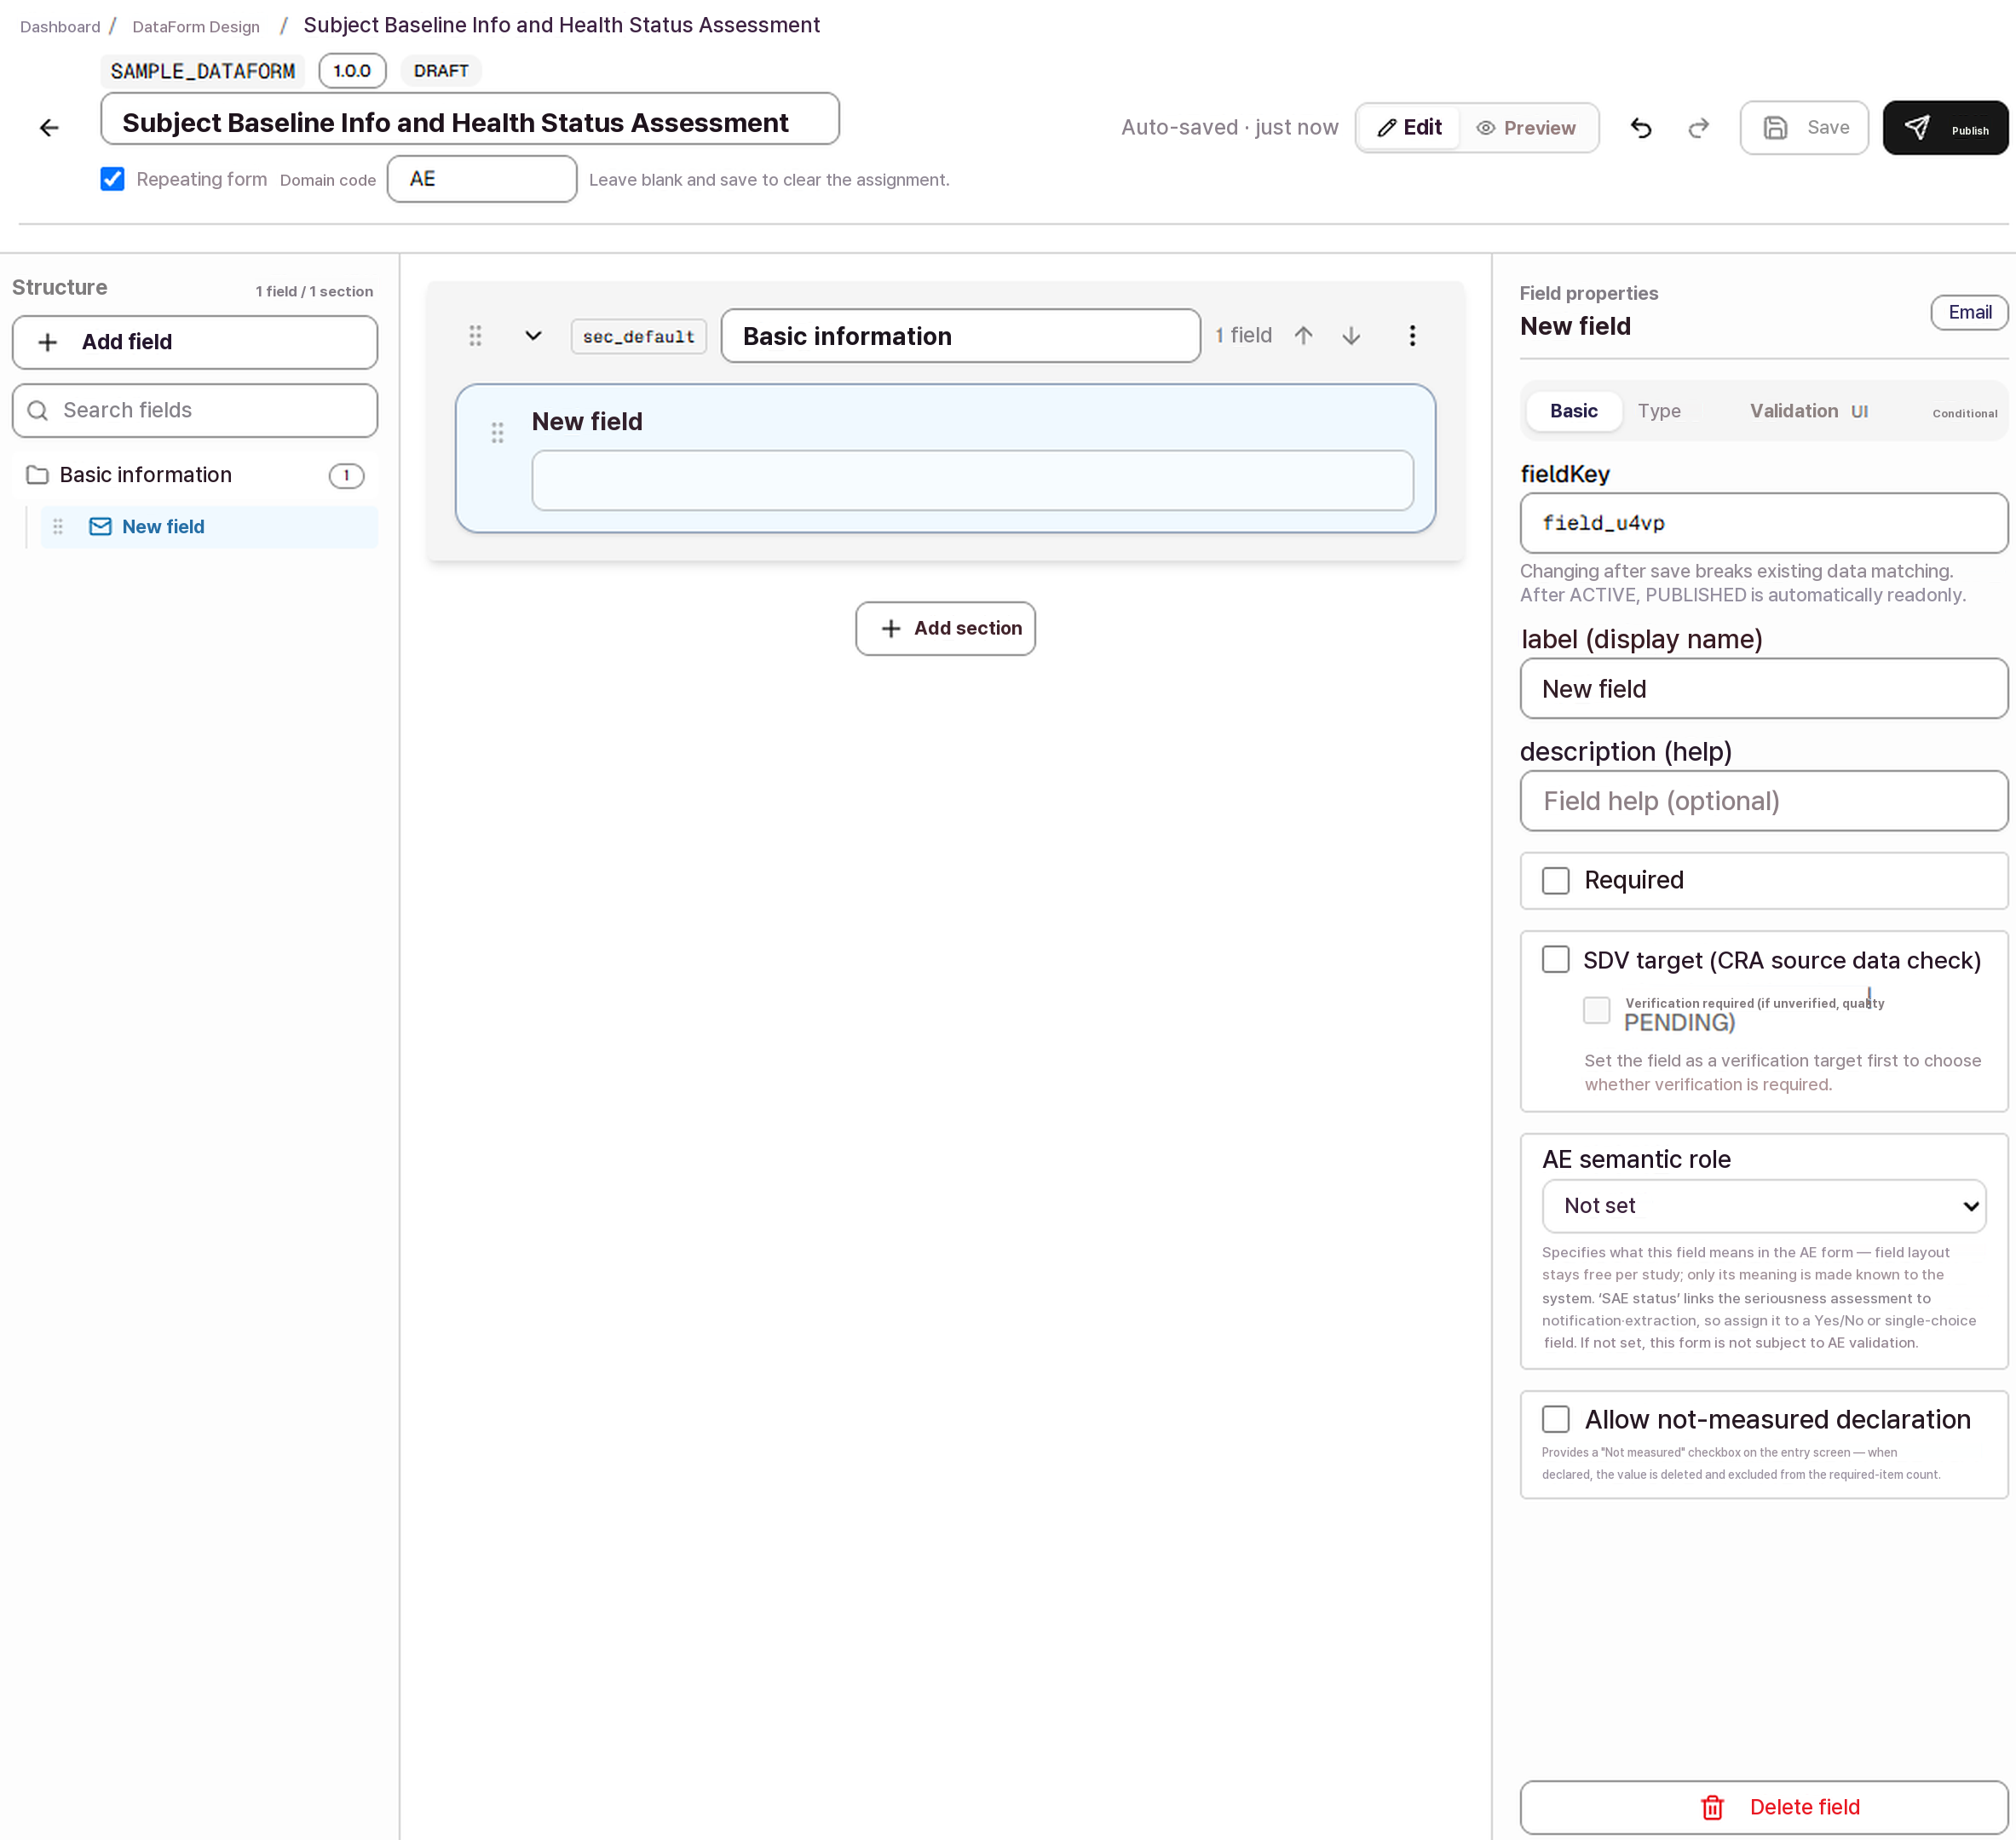 Dashboard / DataForm Design / Subject Baseline Info and Health Status Assessment
SAMPLE_DATAFORM 1.0.0 DRAFT
Subject Baseline Info and Health Status Assessment
Auto-saved · just now Edit Preview Save Publish
Repeating form Domain code AE Leave blank and save to clear the assignment.
Structure 1 field / 1 section
Add field
Search fields
Basic information 1
New field
sec_default Basic information 1 field
New field
Add section
Field properties
New field Email
Basic Type Validation UI Conditional
fieldKey
field_u4vp
Changing after save breaks existing data matching.
After ACTIVE, PUBLISHED is automatically readonly.
label (display name)
New field
description (help)
Field help (optional)
Required
SDV target (CRA source data check)
Verification required (if unverified, quality
PENDING)
Set the field as a verification target first to choose
whether verification is required.
AE semantic role
Not set
Specifies what this field means in the AE form — field layout
stays free per study; only its meaning is made known to the
system. ‘SAE status’ links the seriousness assessment to
notification·extraction, so assign it to a Yes/No or single-choice
field. If not set, this form is not subject to AE validation.
Allow not-measured declaration
Provides a "Not measured" checkbox on the entry screen — when
declared, the value is deleted and excluded from the required-item count.
Delete field